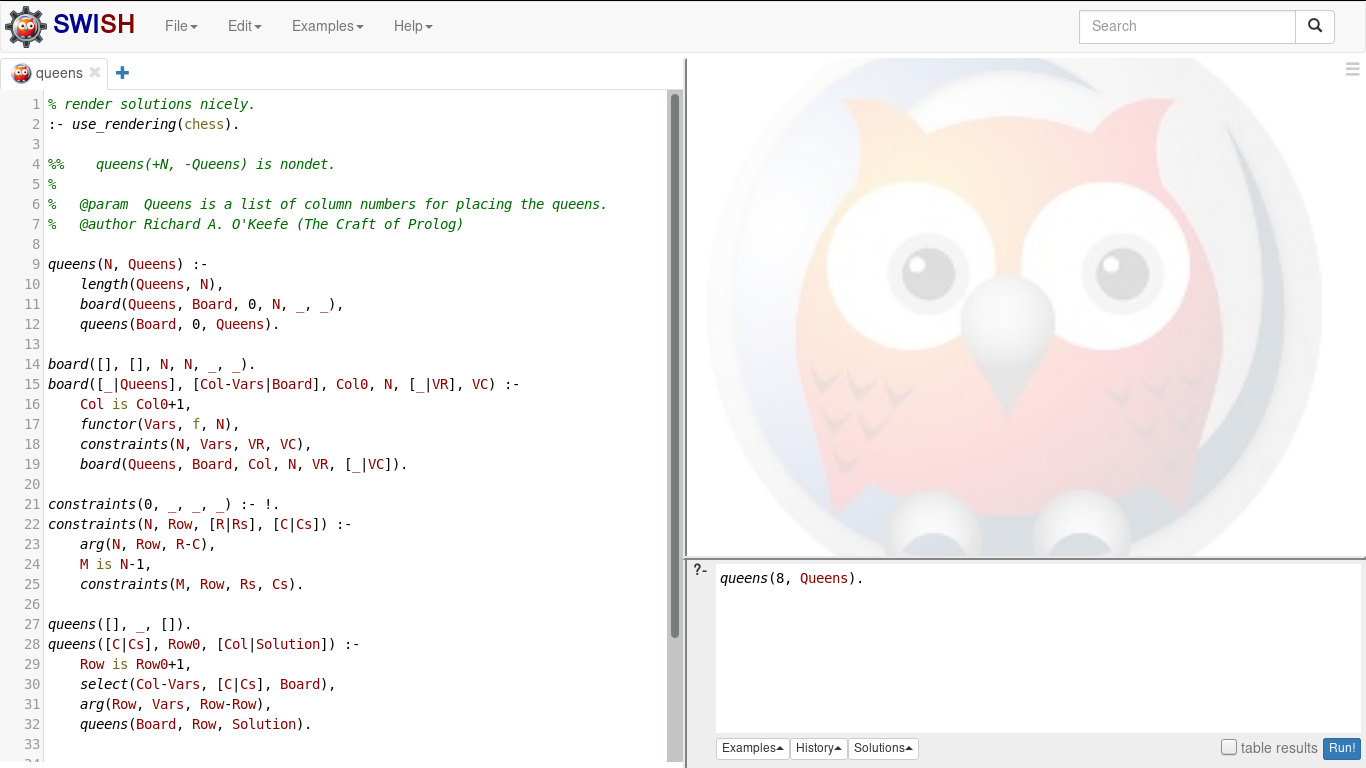 SWISH File Edit Examples Help Search
queens
1 % render solutions nicely.
2 :- use_rendering(chess).
3
4 %%    queens(+N, -Queens) is nondet.
5 %
6 %   @param  Queens is a list of column numbers for placing the queens.
7 %   @author Richard A. O'Keefe (The Craft of Prolog)
8
9 queens(N, Queens) :-
10     length(Queens, N),
11     board(Queens, Board, 0, N, _, _),
12     queens(Board, 0, Queens).
13
14 board([], [], N, N, _, _).
15 board([_|Queens], [Col-Vars|Board], Col0, N, [_|VR], VC) :-
16     Col is Col0+1,
17     functor(Vars, f, N),
18     constraints(N, Vars, VR, VC),
19     board(Queens, Board, Col, N, VR, [_|VC]).
20
21 constraints(0, _, _, _) :- !.
22 constraints(N, Row, [R|Rs], [C|Cs]) :-
23     arg(N, Row, R-C),
24     M is N-1,
25     constraints(M, Row, Rs, Cs).
26
27 queens([], _, []).
28 queens([C|Cs], Row0, [Col|Solution]) :-
29     Row is Row0+1,
30     select(Col-Vars, [C|Cs], Board),
31     arg(Row, Vars, Row-Row),
32     queens(Board, Row, Solution).
33
?- queens(8, Queens).
Examples History Solutions table results Run!